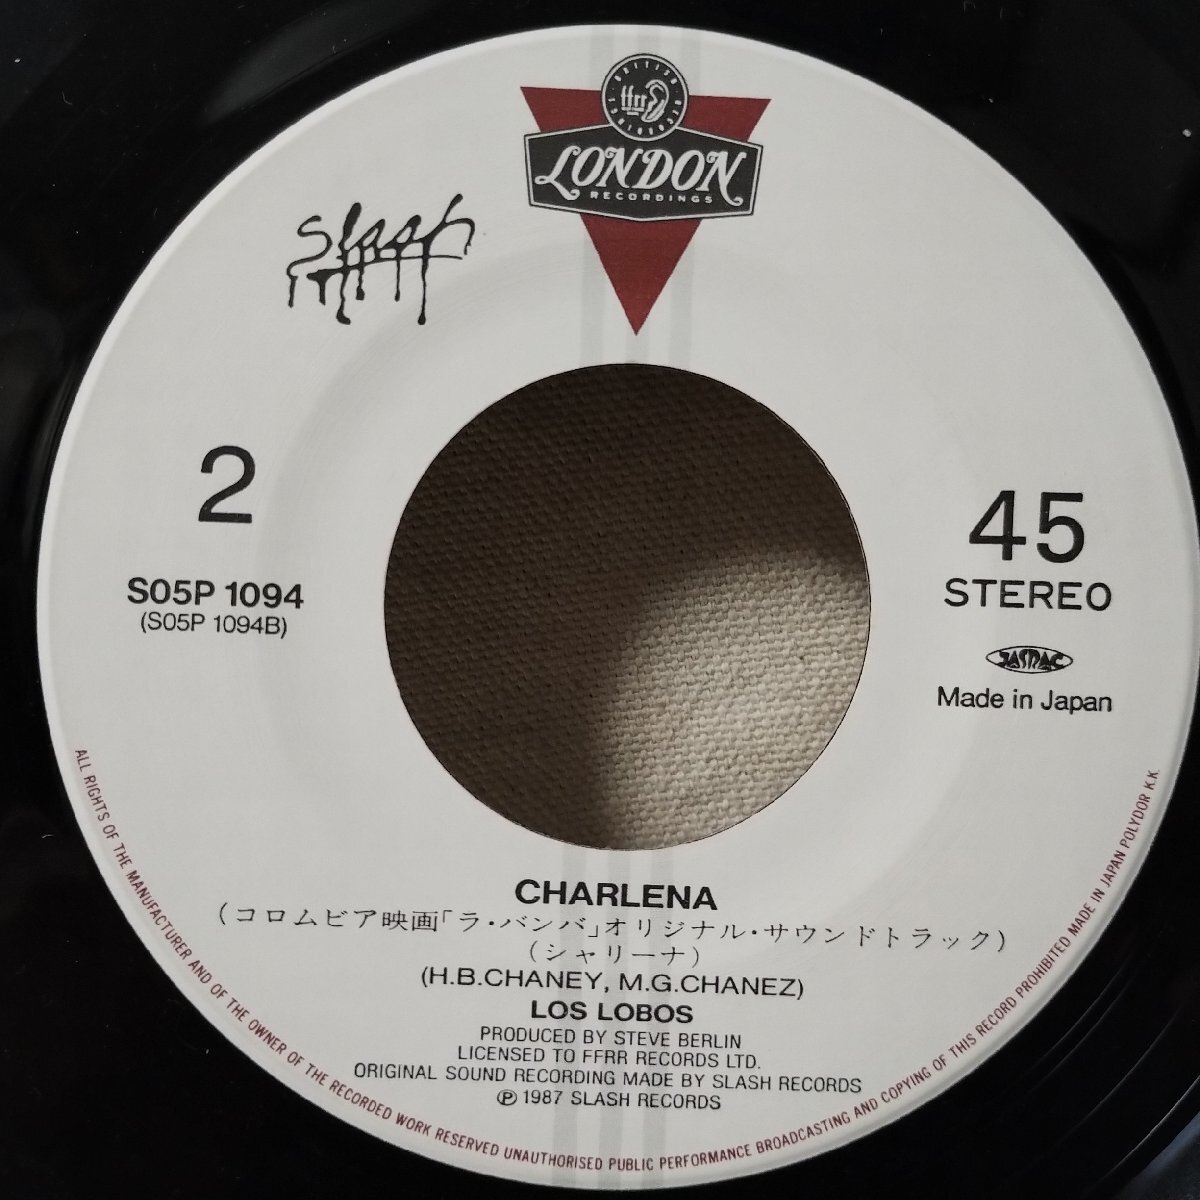 BRITISH RECORDINGS
ffrr
LONDON
RECORDINGS
slash
2
S05P 1094
(S05P 1094B)
45
STEREO
JASRAC
Made in Japan
CHARLENA
(コロムビア映画「ラ・バンバ」オリジナル・サウンドトラック)
(シャリーナ)
(H.B.CHANEY, M.G.CHANEZ)
LOS LOBOS
PRODUCED BY STEVE BERLIN
LICENSED TO FFRR RECORDS LTD.
ORIGINAL SOUND RECORDING MADE BY SLASH RECORDS
Ⓟ 1987 SLASH RECORDS
ALL RIGHTS OF THE MANUFACTURER AND OF THE OWNER OF THE RECORDED WORK RESERVED UNAUTHORISED PUBLIC PERFORMANCE BROADCASTING AND COPYING OF THIS RECORD PROHIBITED MADE IN JAPAN POLYDOR K.K.